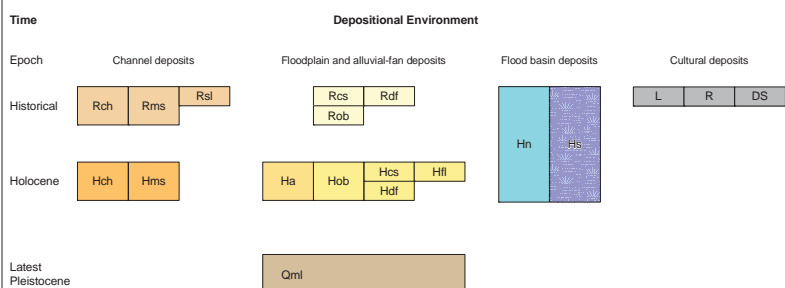 Time
Depositional Environment
Epoch
Channel deposits
Floodplain and alluvial-fan deposits
Flood basin deposits
Cultural deposits
Historical
Rch
Rms
Rsl
Rcs
Rdf
Rob
Hn
Hs
L
R
DS
Holocene
Hch
Hms
Ha
Hob
Hcs
Hfl
Hdf
Latest
Pleistocene
Qml